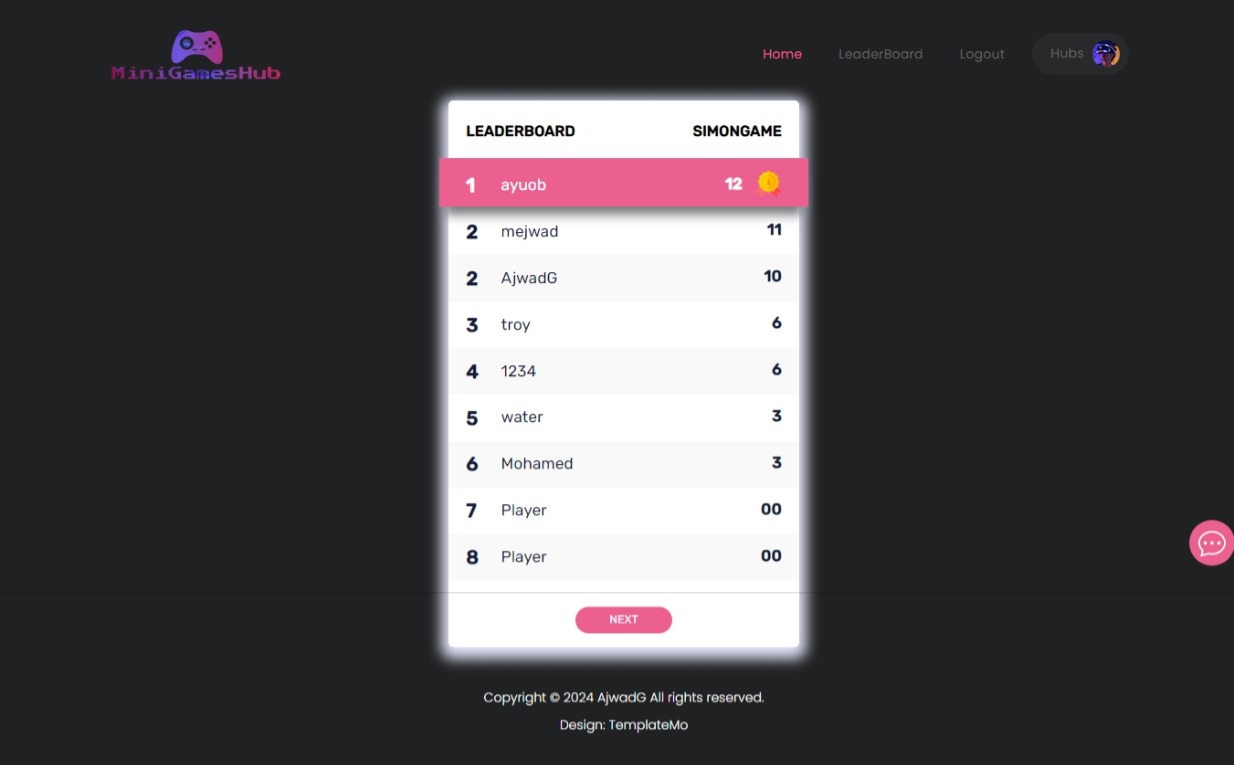 MiniGamesHub
Home LeaderBoard Logout Hubs
LEADERBOARD SIMONGAME
1 ayuob 12
2 mejwad 11
2 AjwadG 10
3 troy 6
4 1234 6
5 water 3
6 Mohamed 3
7 Player 00
8 Player 00
NEXT
Copyright © 2024 AjwadG All rights reserved.
Design: TemplateMo